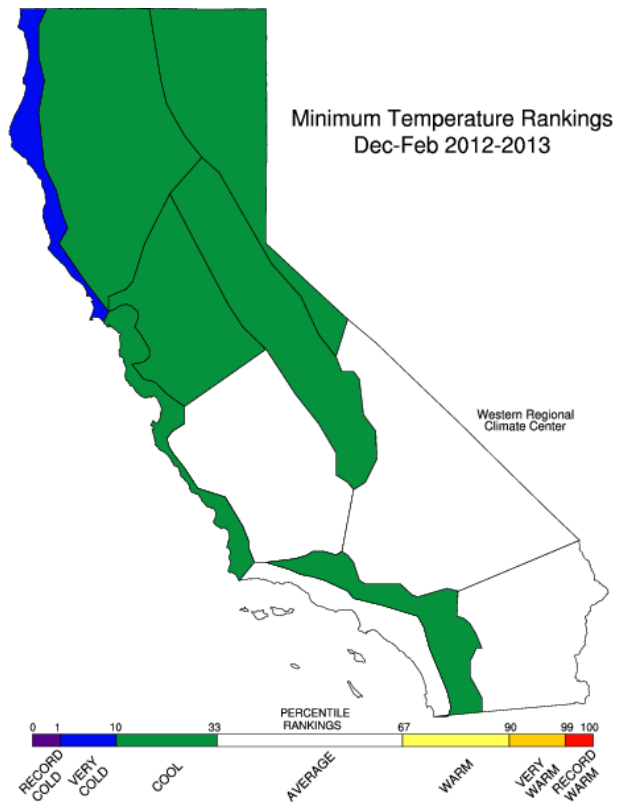 Minimum Temperature Rankings
Dec-Feb 2012-2013
Western Regional
Climate Center
PERCENTILE
RANKINGS
0 1 10 33 67 90 99 100
RECORD
COLD
VERY
COLD
COOL
AVERAGE
WARM
VERY
WARM
RECORD
WARM